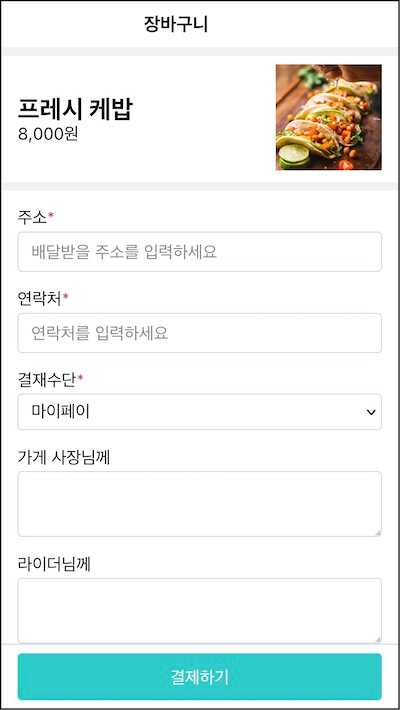 장바구니
프레시 케밥
8,000원
주소*
배달받을 주소를 입력하세요
연락처*
연락처를 입력하세요
결재수단*
마이페이
가게 사장님께
라이더님께
결제하기